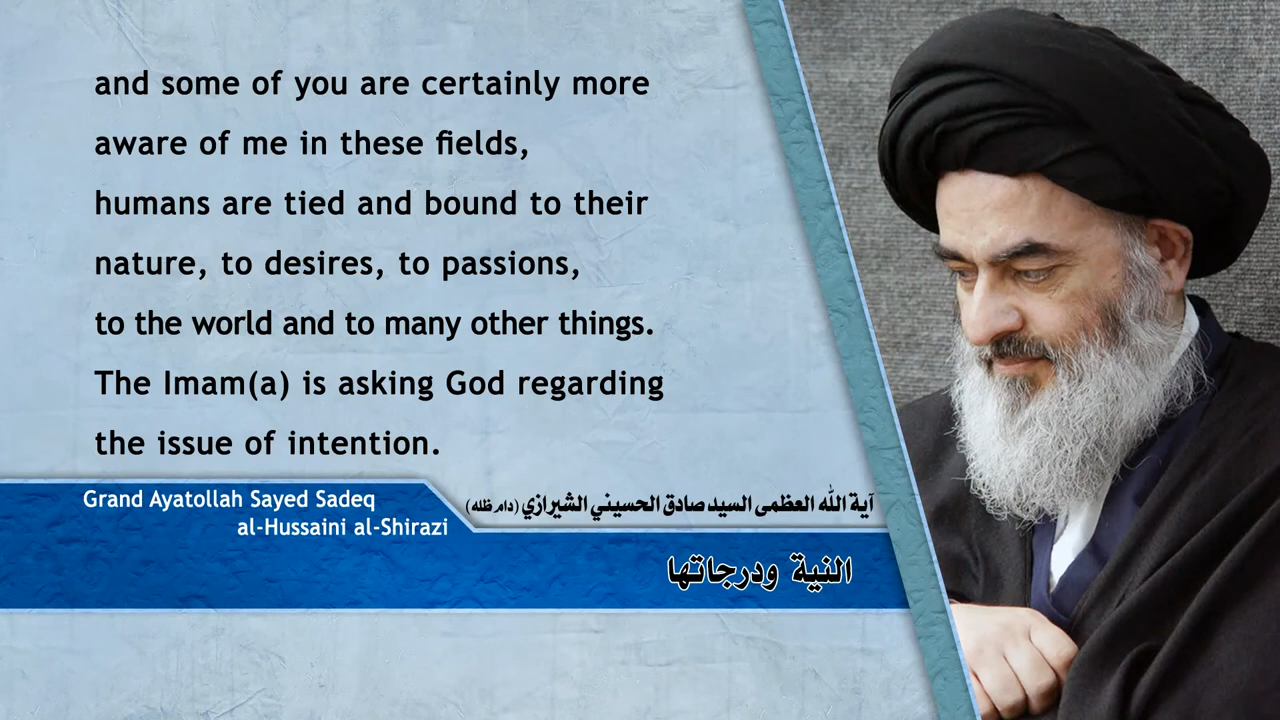 and some of you are certainly more
aware of me in these fields,
humans are tied and bound to their
nature, to desires, to passions,
to the world and to many other things.
The Imam(a) is asking God regarding
the issue of intention.
Grand Ayatollah Sayed Sadeq
al-Hussaini al-Shirazi
آية الله العظمى السيد صادق الحسيني الشيرازي (دام ظله)
النية ودرجاتها